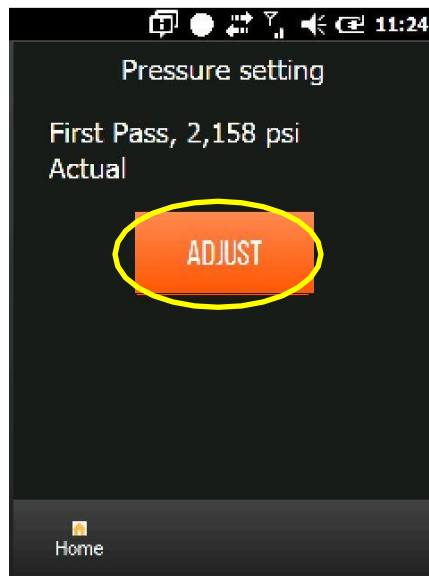 11:24
Pressure setting
First Pass, 2,158 psi
Actual
ADJUST
Home